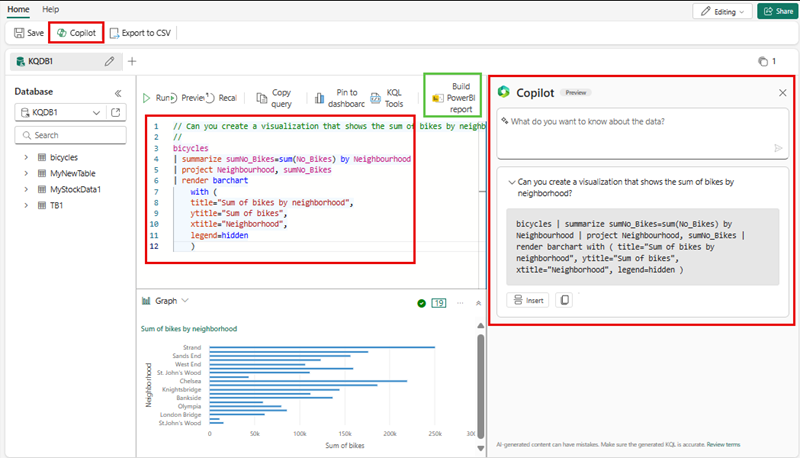 Home Help
Editing Share
Save Copilot Export to CSV
KQDB1 1
Database
KQDB1
Search
bicycles
MyNewTable
MyStockData1
TB1
Run Previe Recal Copy query Pin to dashboarc KQL Tools Build PowerBI report
1 // Can you create a visualization that shows the sum of bikes by neighb
2 //
3 bicycles
4 | summarize sumNo_Bikes=sum(No_Bikes) by Neighbourhood
5 | project Neighbourhood, sumNo_Bikes
6 | render barchart
7 with (
8 title="Sum of bikes by neighborhood",
9 ytitle="Sum of bikes",
10 xtitle="Neighborhood",
11 legend=hidden
12 )
Graph 19
Sum of bikes by neighborhood
Neighborhood
Strand
Sands End
West End
St. John's Wood
Chelsea
Knightsbridge
Bankside
Olympia
London Bridge
StJohn's Wood
0 50k 100k 150k 200k 250k 300k
Sum of bikes
Copilot Preview
What do you want to know about the data?
Can you create a visualization that shows the sum of bikes by
neighborhood?
bicycles | summarize sumNo_Bikes=sum(No_Bikes) by
Neighbourhood | project Neighbourhood, sumNo_Bikes |
render barchart with ( title="Sum of bikes by
neighborhood", ytitle="Sum of bikes",
xtitle="Neighborhood", legend=hidden )
Insert
AI-generated content can have mistakes. Make sure the generated KQL is accurate. Review terms